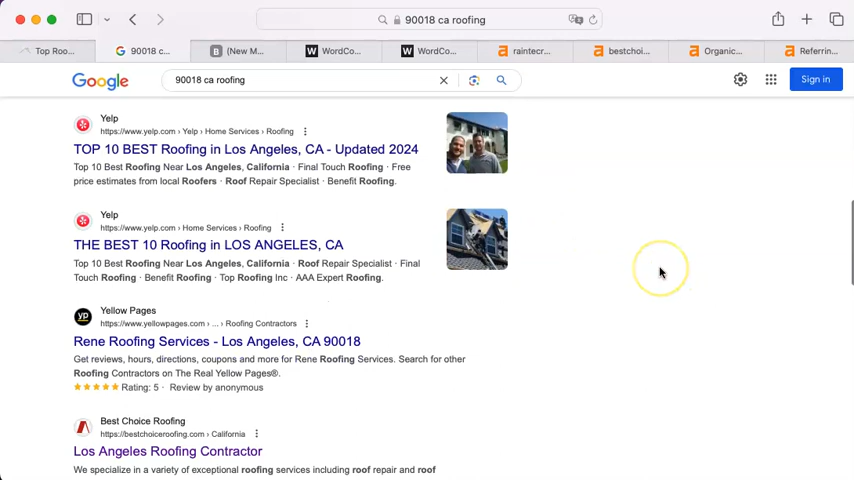 90018 ca roofing
Top Roo...
90018 c...
(New M...
WordCo...
WordCo...
raintecr...
bestchoi...
Organic...
Referrin...
Google
90018 ca roofing
Sign in
Yelp
https://www.yelp.com › Yelp › Home Services › Roofing
TOP 10 BEST Roofing in Los Angeles, CA - Updated 2024
Top 10 Best Roofing Near Los Angeles, California · Final Touch Roofing · Free
price estimates from local Roofers · Roof Repair Specialist · Benefit Roofing.
Yelp
https://www.yelp.com › Home Services › Roofing
THE BEST 10 Roofing in LOS ANGELES, CA
Top 10 Best Roofing Near Los Angeles, California · Roof Repair Specialist · Final
Touch Roofing · Benefit Roofing · Top Roofing Inc · AAA Expert Roofing.
Yellow Pages
https://www.yellowpages.com › ... › Roofing Contractors
Rene Roofing Services - Los Angeles, CA 90018
Get reviews, hours, directions, coupons and more for Rene Roofing Services. Search for other
Roofing Contractors on The Real Yellow Pages®.
Rating: 5 · Review by anonymous
Best Choice Roofing
https://bestchoiceroofing.com › California
Los Angeles Roofing Contractor
We specialize in a variety of exceptional roofing services including roof repair and roof